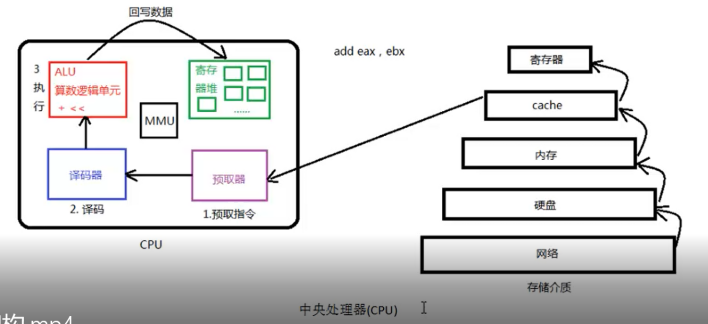 回写数据
3
执
行
ALU
算数逻辑单元
+ <<
寄存
器堆
......
MMU
译码器
2. 译码
预取器
1.预取指令
CPU
add eax , ebx
寄存器
cache
内存
硬盘
网络
存储介质
中央处理器(CPU)
构.mp4